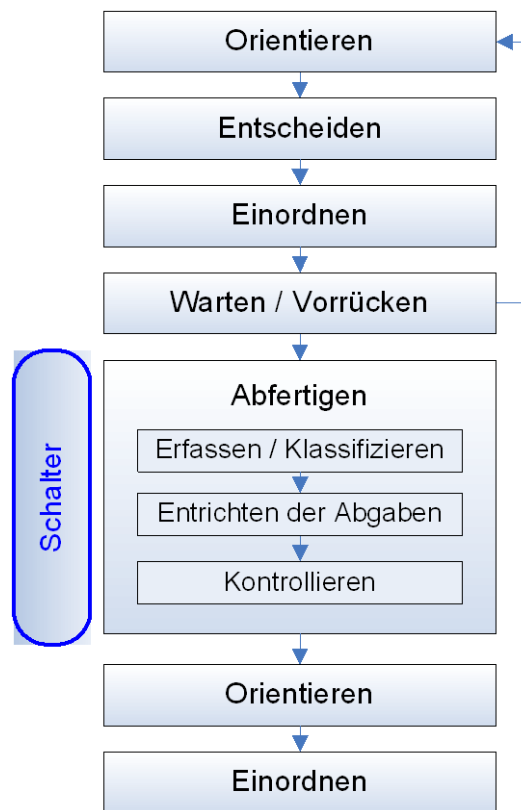 Orientieren
Entscheiden
Einordnen
Warten / Vorrücken
Schalter
Abfertigen
Erfassen / Klassifizieren
Entrichten der Abgaben
Kontrollieren
Orientieren
Einordnen